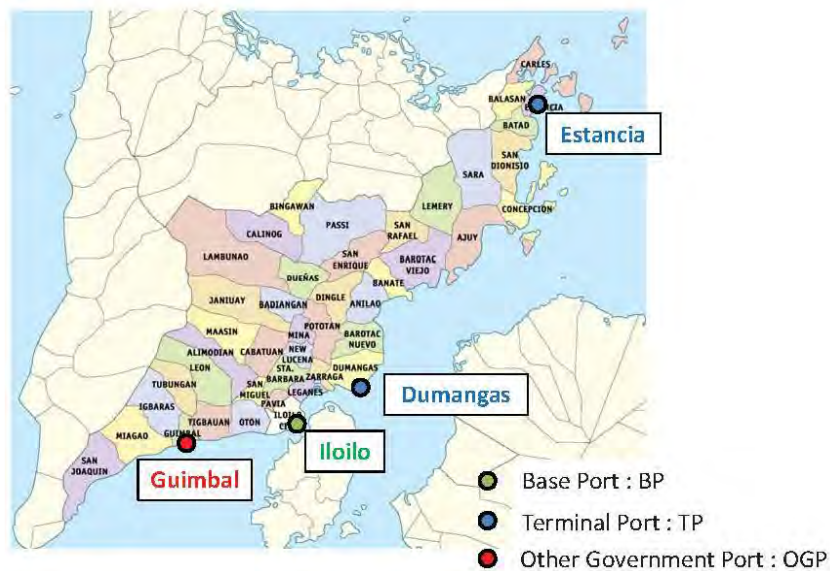 CARLES
BALASAN
ESTANCIA
BATAD
Estancia
SAN
DIONISIO
SARA
LEMERY
CONCEPCION
BINGAWAN
PASSI
CALINOG
SAN
RAFAEL
AJUY
LAMBUNAO
SAN
ENRIQUE
BAROTAC
VIEJO
DUEÑAS
BANATE
JANIUAY
DINGLE
BADIANGAN
ANILAO
MAASIN
POTOTAN
MINA
BAROTAC
NUEVO
ALIMODIAN
CABATUAN
NEW
LUCENA
LEON
STA.
BARBARA
ZARRAGA
DUMANGAS
TUBUNGAN
SAN
MIGUEL
LEGANES
Dumangas
IGBARAS
PAVIA
TIGBAUAN
OTON
ILOILO
MIAGAO
GUIMBAL
SAN
JOAQUIN
Guimbal
Iloilo
Base Port : BP
Terminal Port : TP
Other Government Port : OGP